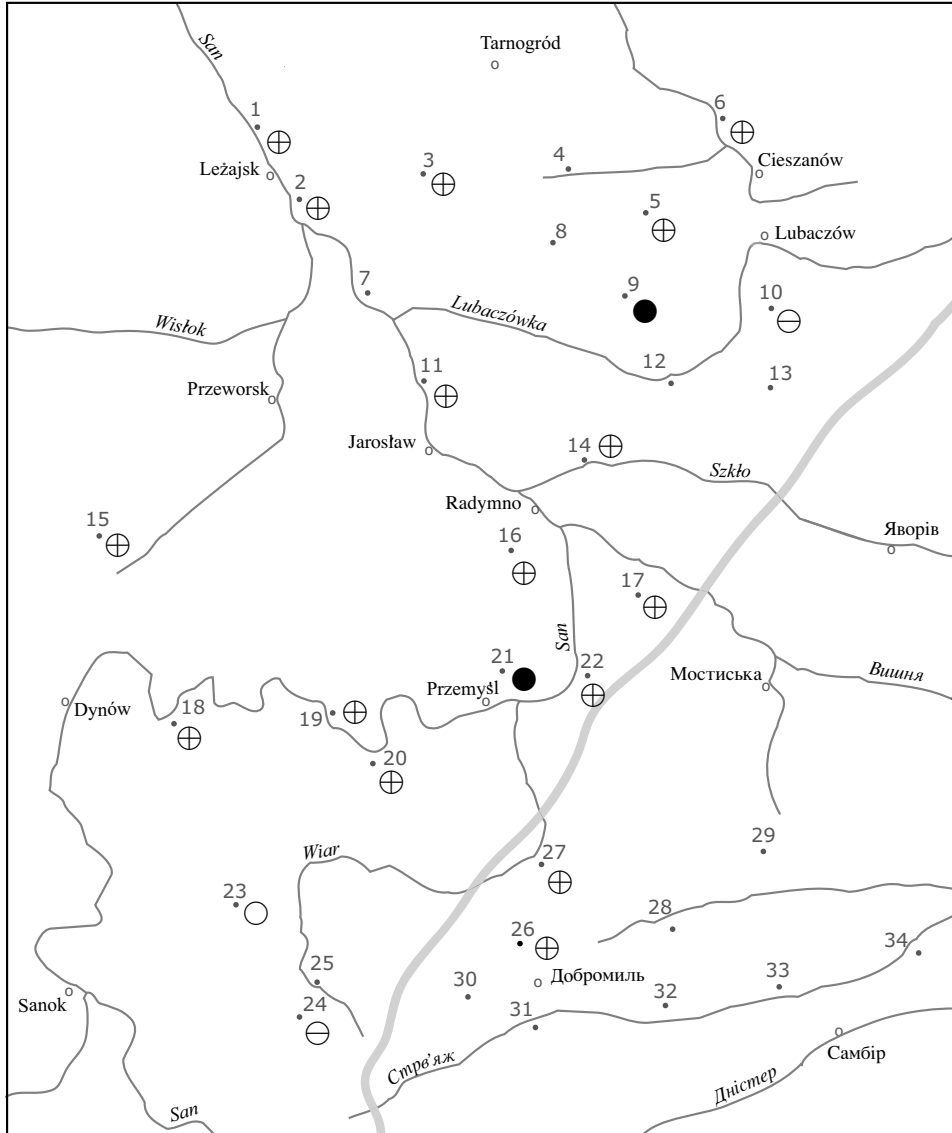 San
Tarnogród
1
6
3
4
Leżajsk
Cieszanów
2
5
8
Lubaczów
7
9
10
Lubaczówka
Wisłok
12
13
11
Przeworsk
14
Jarosław
Szkło
Radymno
15
16
Яворів
17
San
21
22
Przemyśl
Мостиська
Вишня
Dynów
18
19
20
29
Wiar
27
23
28
26
34
25
30
Добромиль
33
Sanok
24
31
32
Самбір
Стрв'яж
Дністер
San